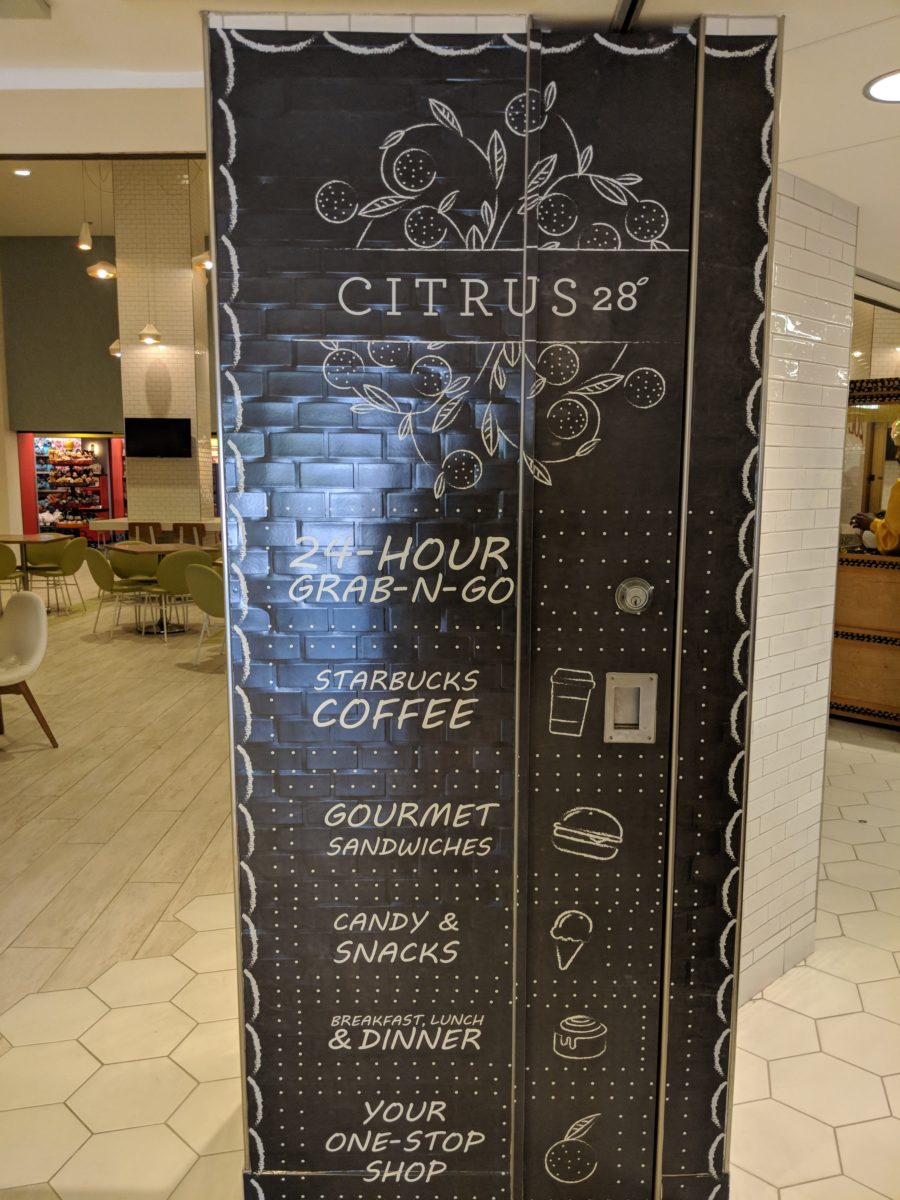 CITRUS 28
24-HOUR
GRAB-N-GO
STARBUCKS
COFFEE
GOURMET
SANDWICHES
CANDY &
SNACKS
BREAKFAST, LUNCH
& DINNER
YOUR
ONE-STOP
SHOP